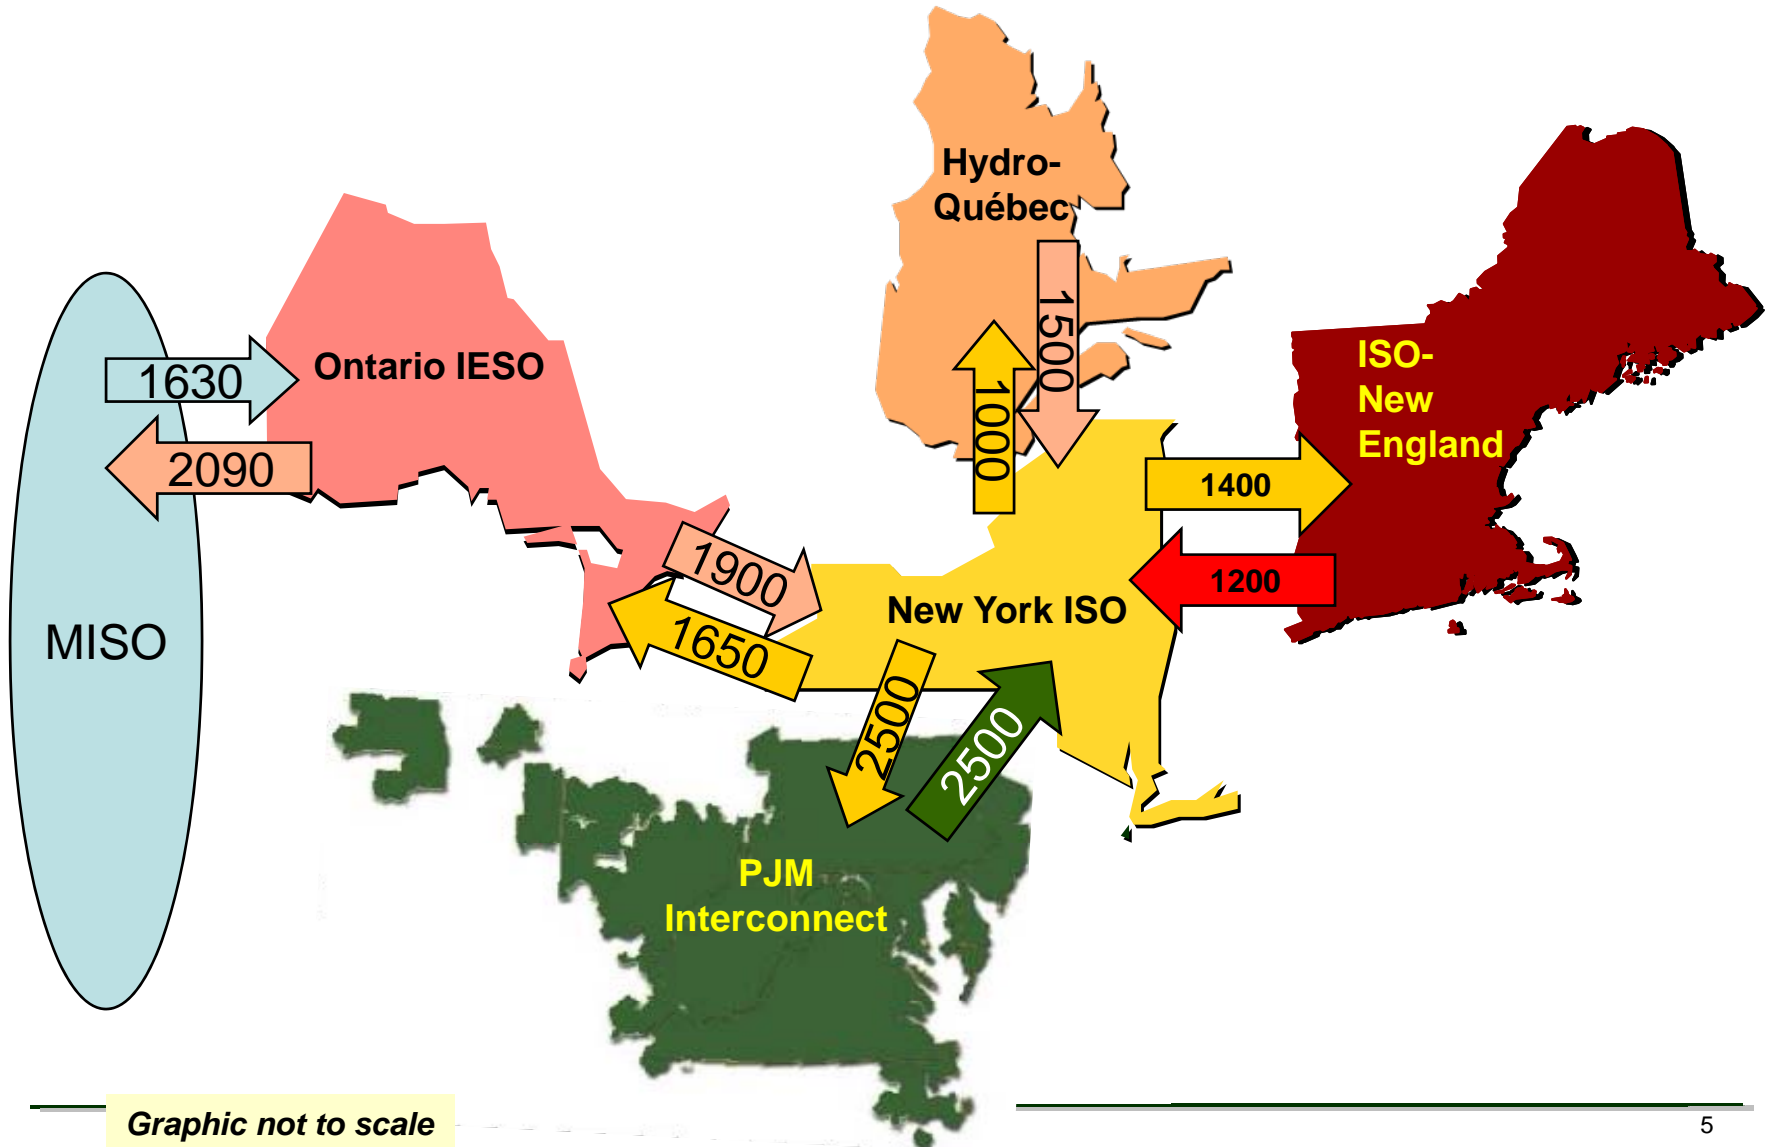 Hydro-
Québec
1500
1000
Ontario IESO
1630
2090
MISO
ISO-
New
England
1400
1200
1900
1650
New York ISO
2500
2500
PJM
Interconnect
Graphic not to scale
5